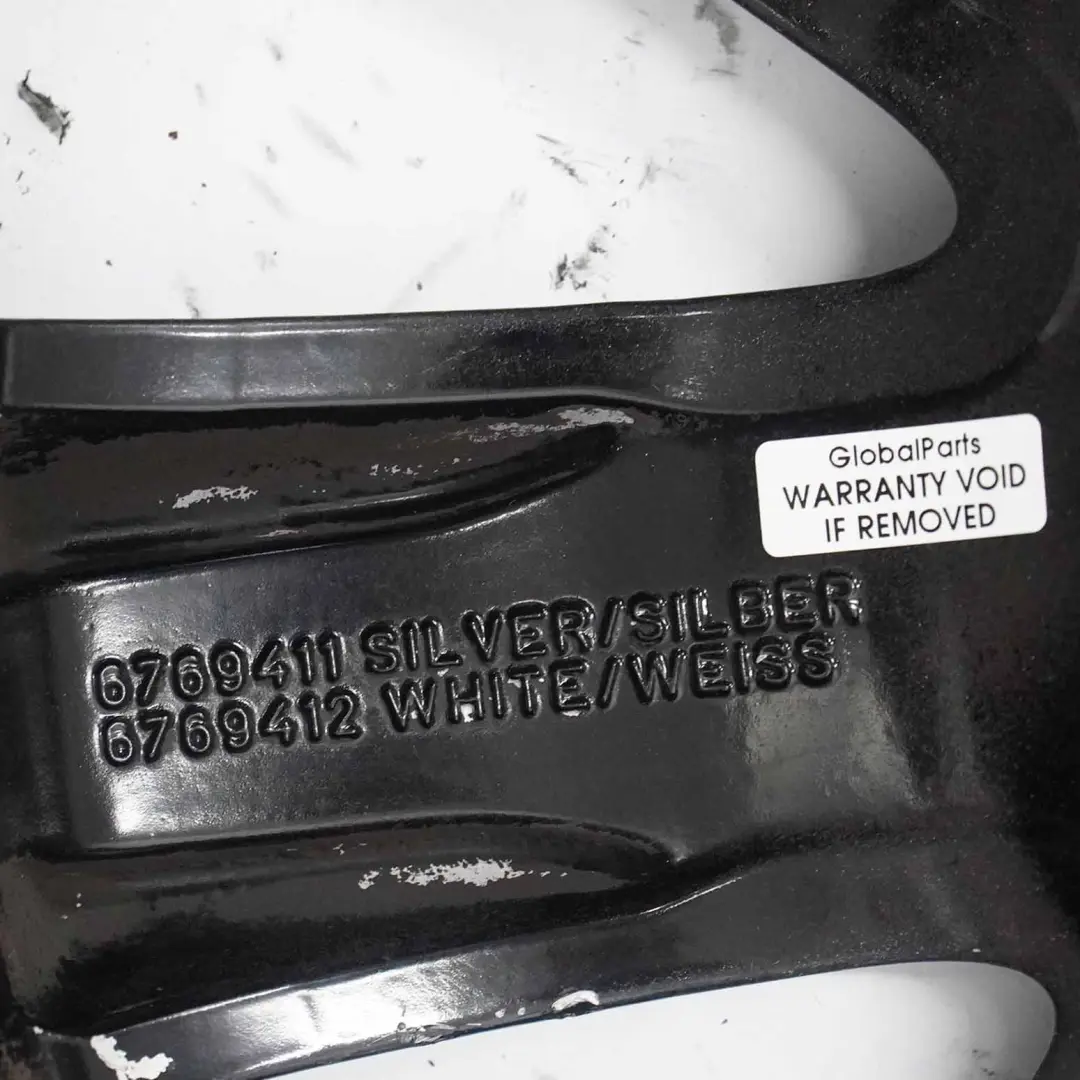 GlobalParts
WARRANTY VOID
IF REMOVED
6769411 SILVER/SILBER
6769412 WHITE/WEISS